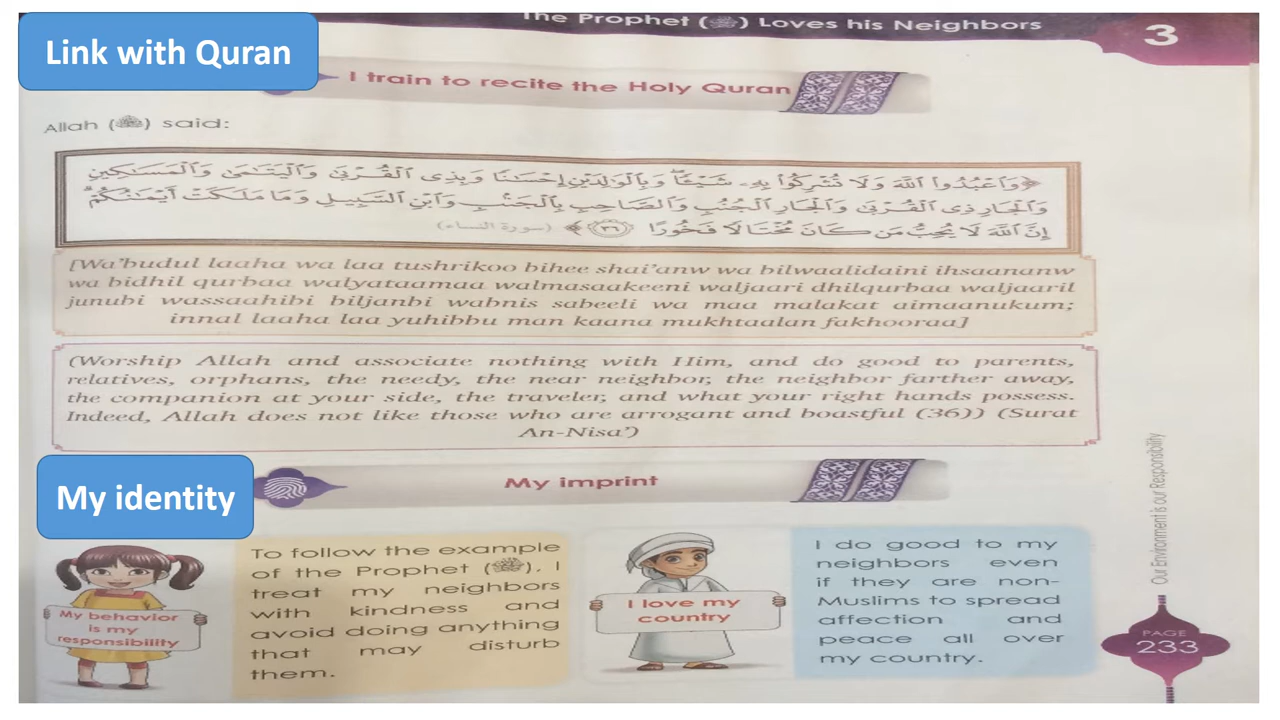 The Prophet (ﷺ) Loves his Neighbors
3
Link with Quran
I train to recite the Holy Quran
Allah (ﷻ) said:
﴿وَاعْبُدُوا اللَّهَ وَلَا تُشْرِكُوا بِهِ شَيْئًا ۖ وَبِالْوَالِدَيْنِ إِحْسَانًا وَبِذِي الْقُرْبَىٰ وَالْيَتَامَىٰ وَالْمَسَاكِينِ
وَالْجَارِ ذِي الْقُرْبَىٰ وَالْجَارِ الْجُنُبِ وَالصَّاحِبِ بِالْجَنْبِ وَابْنِ السَّبِيلِ وَمَا مَلَكَتْ أَيْمَانُكُمْ ۗ
إِنَّ اللَّهَ لَا يُحِبُّ مَن كَانَ مُخْتَالًا فَخُورًا ٣٦﴾ (سورة النساء)
[Wa'budul laaha wa laa tushrikoo bihee shai'anw wa bilwaalidaini ihsaananw
wa bidhil qurbaa walyataamaa walmasaakeeni waljaari dhilqurbaa waljaaril
junubi wassaahibi biljanbi wabnis sabeeli wa maa malakat aimaanukum;
innal laaha laa yuhibbu man kaana mukhtaalan fakhooraa]
(Worship Allah and associate nothing with Him, and do good to parents,
relatives, orphans, the needy, the near neighbor, the neighbor farther away,
the companion at your side, the traveler, and what your right hands possess.
Indeed, Allah does not like those who are arrogant and boastful (36)) (Surat
An-Nisa')
My identity
My imprint
My behavior
is my
responsibility
To follow the example
of the Prophet (ﷺ), I
treat my neighbors
with kindness and
avoid doing anything
that may disturb
them.
I love my
country
I do good to my
neighbors even
if they are non-
Muslims to spread
affection and
peace all over
my country.
Our Environment is our Responsibility
PAGE
233